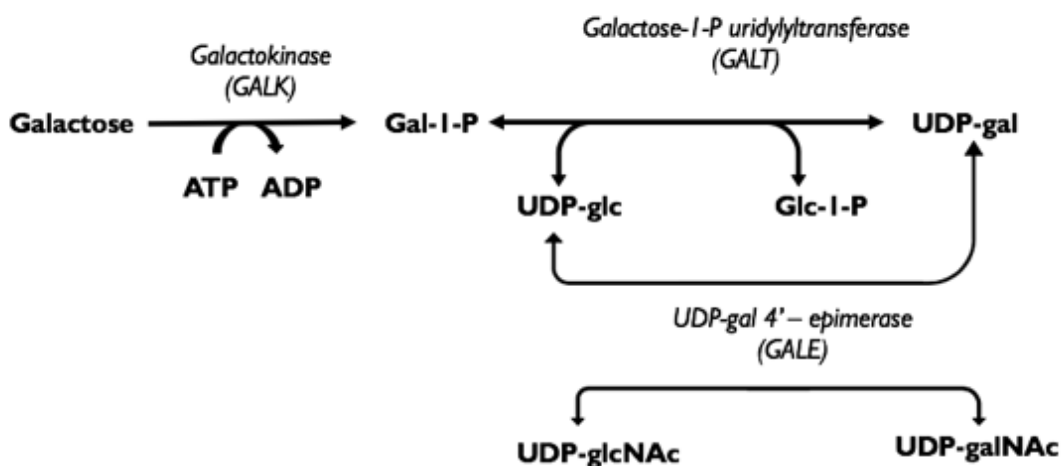 Galactose-1-P uridylyltransferase
(GALT)
Galactokinase
(GALK)
Galactose
Gal-1-P
UDP-gal
ATP
ADP
UDP-glc
Glc-1-P
UDP-gal 4' – epimerase
(GALE)
UDP-glcNAc
UDP-galNAc